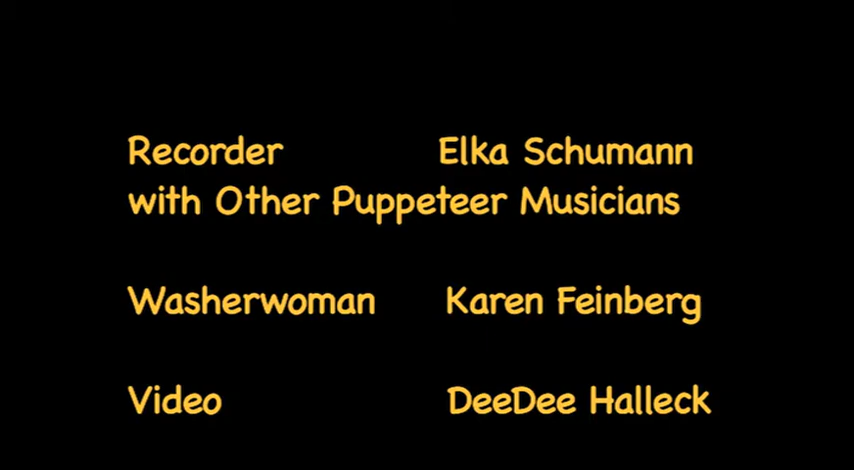 Recorder Elka Schumann
with Other Puppeteer Musicians
Washerwoman Karen Feinberg
Video DeeDee Halleck